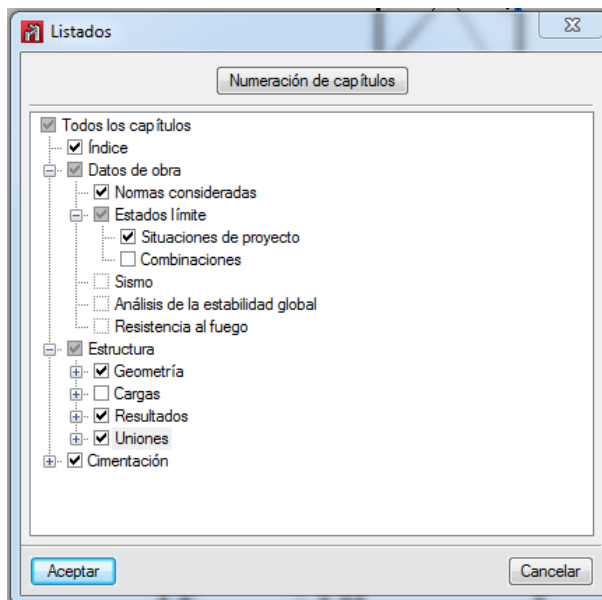 Listados
Numeración de capítulos
Todos los capítulos
Índice
Datos de obra
Normas consideradas
Estados límite
Situaciones de proyecto
Combinaciones
Sismo
Análisis de la estabilidad global
Resistencia al fuego
Estructura
Geometría
Cargas
Resultados
Uniones
Cimentación
Aceptar
Cancelar